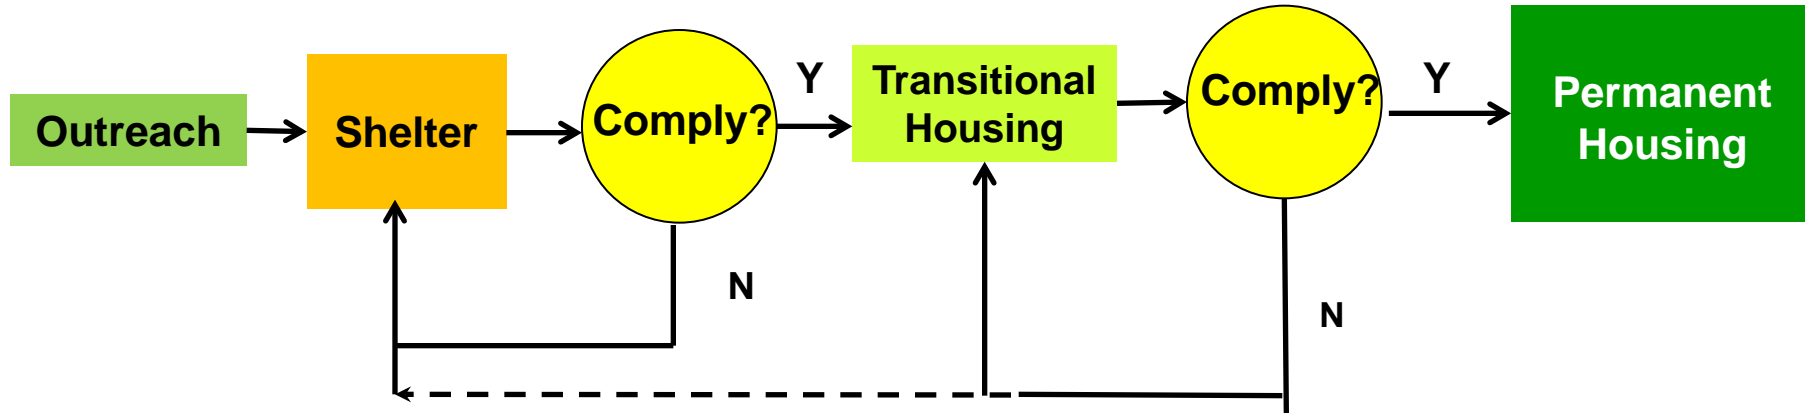 Outreach
Shelter
Comply?
Y
N
Transitional
Housing
Comply?
Y
N
Permanent
Housing